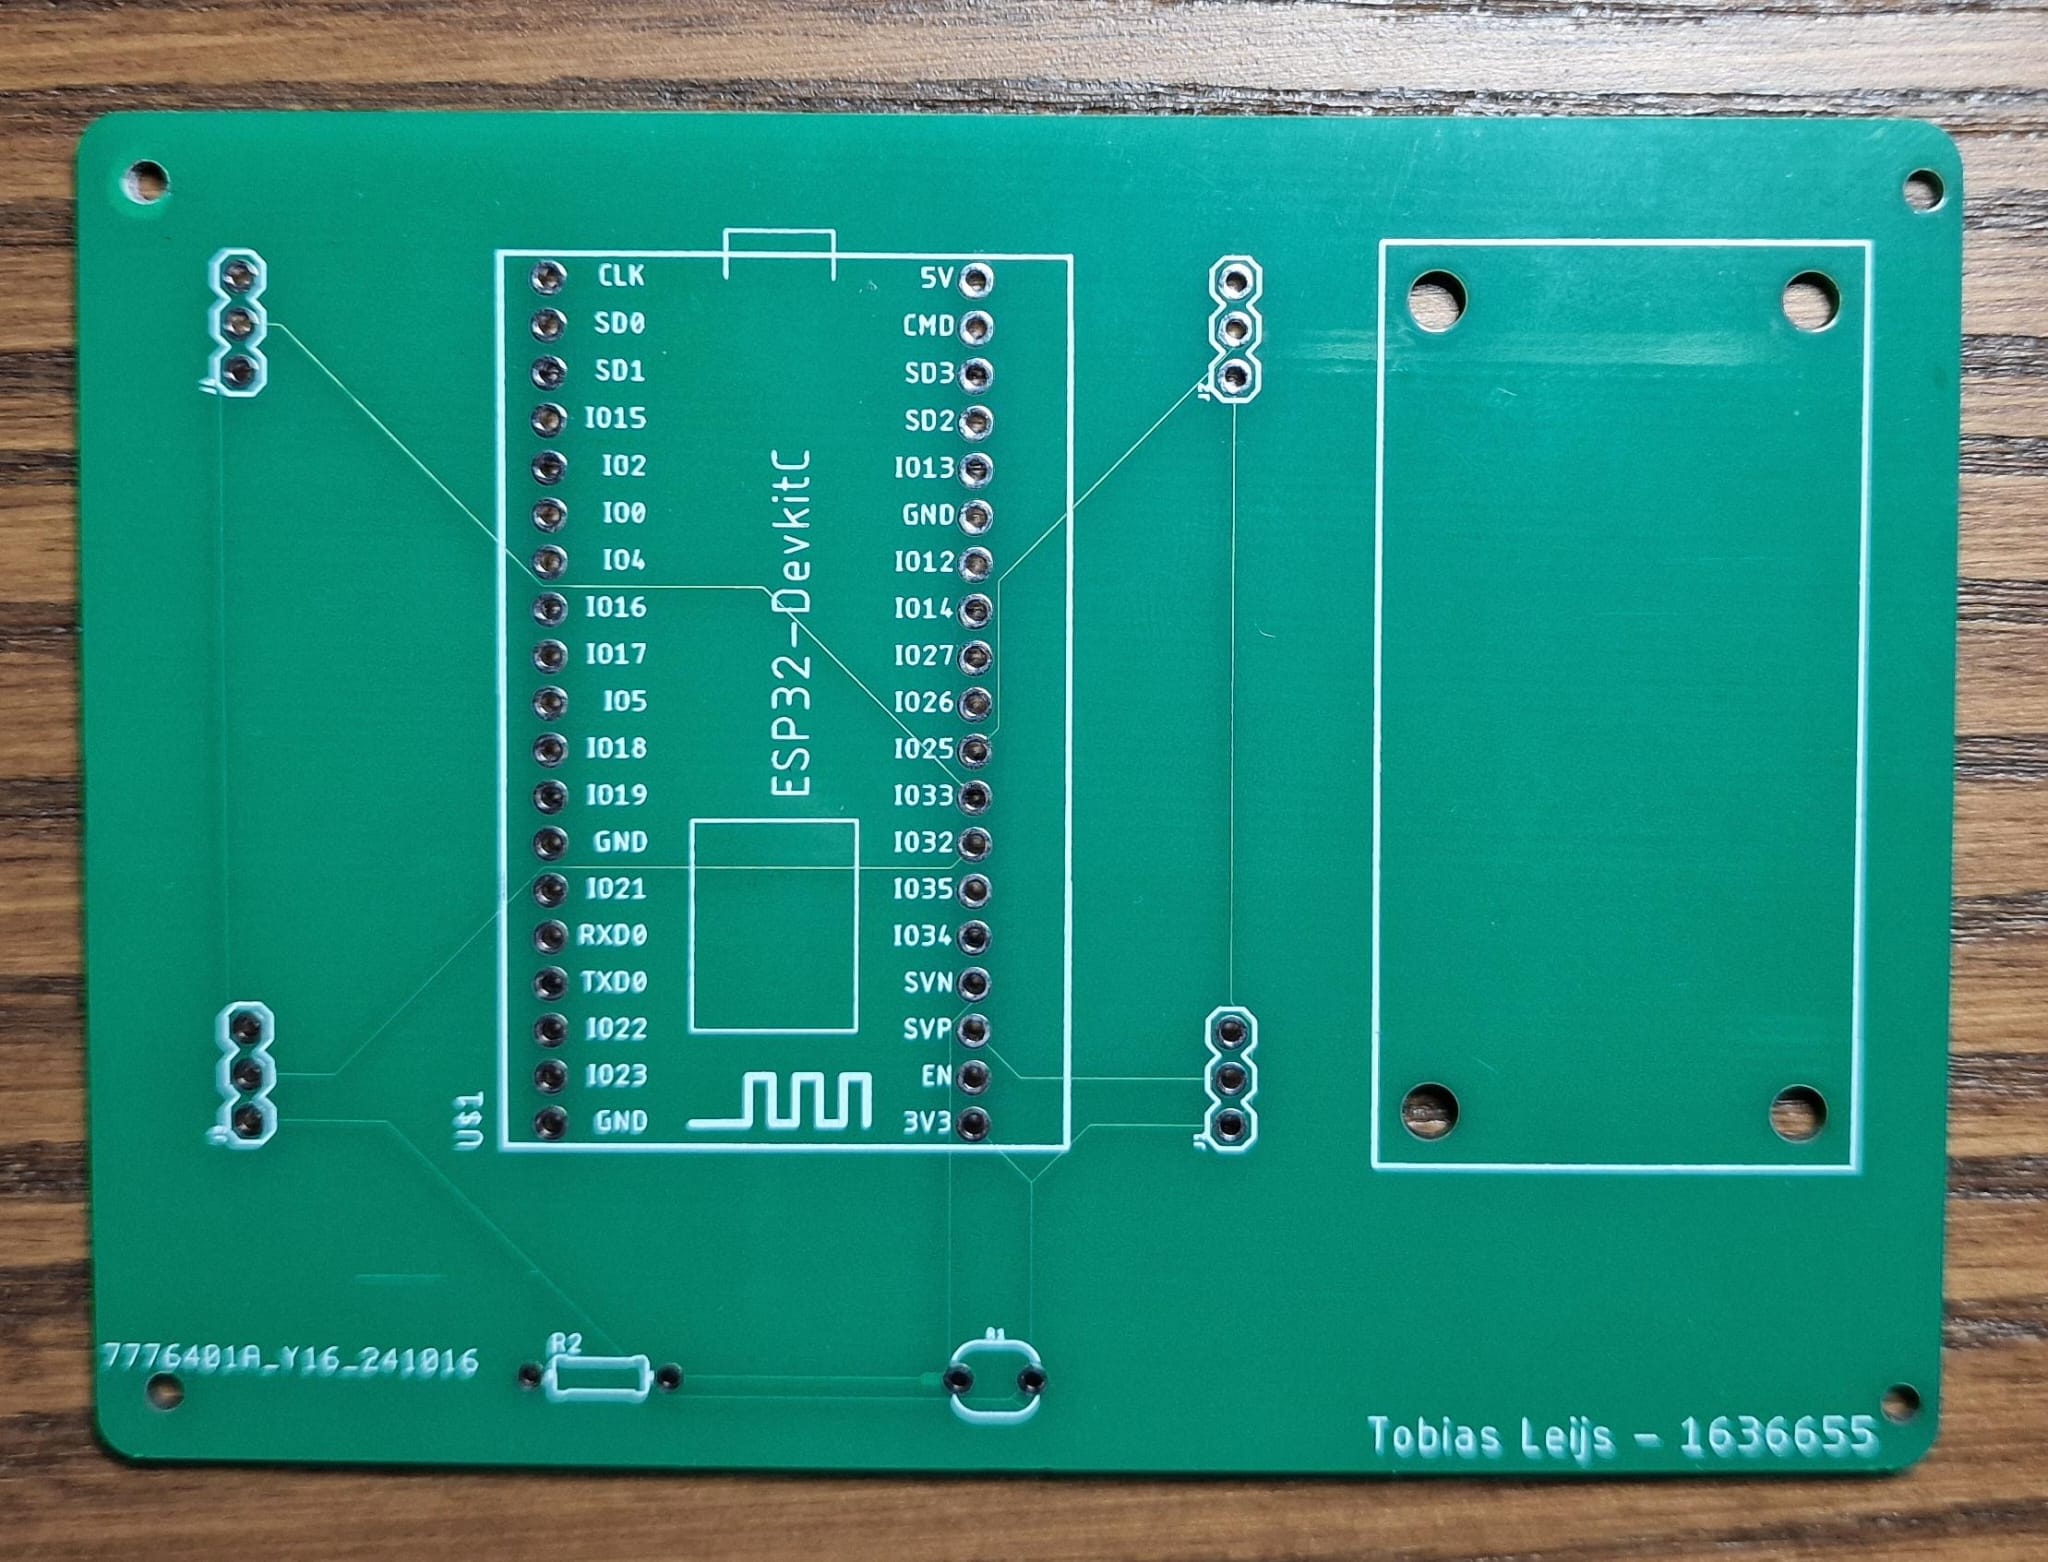 CLK
SD0
SD1
IO15
IO2
IO0
IO4
IO16
IO17
IO5
IO18
IO19
GND
IO21
RXD0
TXD0
IO22
IO23
GND
U$1
ESP32-DevkitC
5V
CMD
SD3
SD2
IO13
GND
IO12
IO14
IO27
IO26
IO25
IO33
IO32
IO35
IO34
SVN
SVP
EN
3V3
R2
7776401A_Y16_241016
Tobias Leijs - 1636655